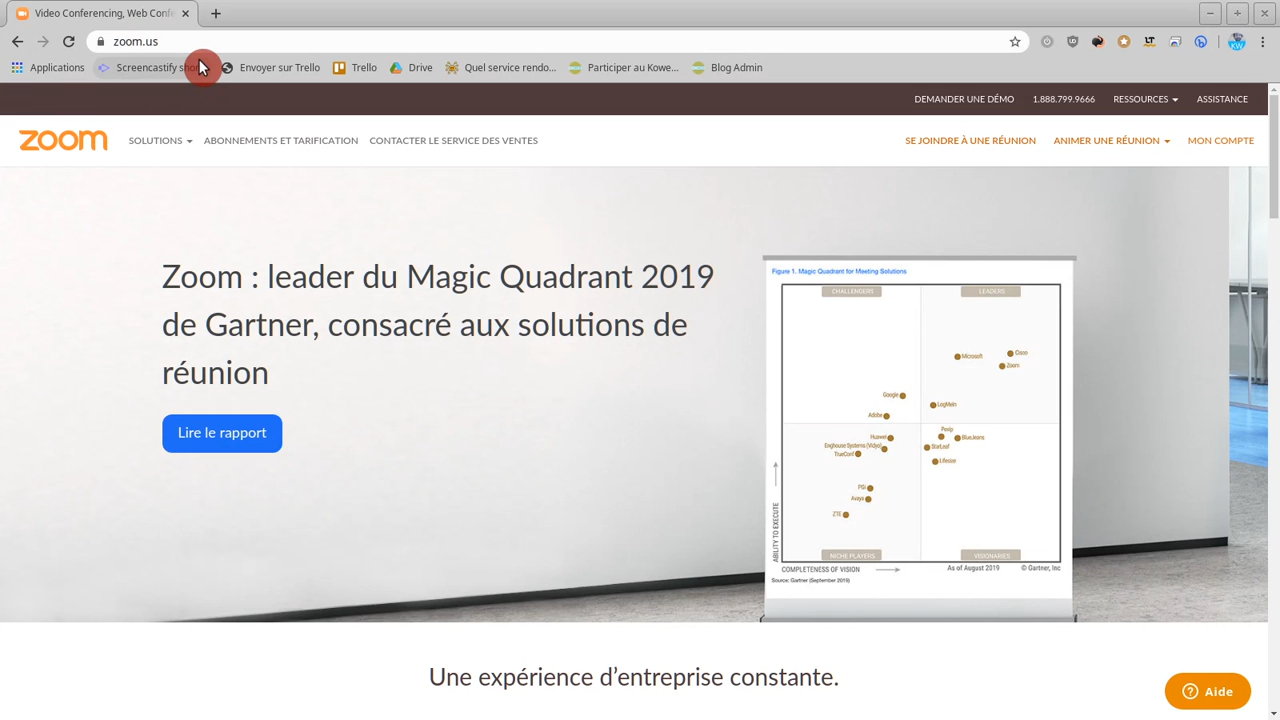 Video Conferencing, Web Confe
zoom.us
Applications Screencastify sho Envoyer sur Trello Trello Drive Quel service rendo... Participer au Kowe... Blog Admin
DEMANDER UNE DÉMO 1.888.799.9666 RESSOURCES ASSISTANCE
zoom SOLUTIONS ABONNEMENTS ET TARIFICATION CONTACTER LE SERVICE DES VENTES SE JOINDRE À UNE RÉUNION ANIMER UNE RÉUNION MON COMPTE
Zoom : leader du Magic Quadrant 2019
de Gartner, consacré aux solutions de
réunion
Lire le rapport
Figure 1. Magic Quadrant for Meeting Solutions
CHALLENGERS LEADERS
Microsoft Cisco
Zoom
Google
LogMeIn
Adobe
Pexip
Huawei BlueJeans
Enghouse Systems (Vidyo) StarLeaf
TrueConf Lifesize
PGi
Avaya
ZTE
ABILITY TO EXECUTE
NICHE PLAYERS VISIONARIES
COMPLETENESS OF VISION As of August 2019 © Gartner, Inc
Source: Gartner (September 2019)
Une expérience d’entreprise constante.
Aide